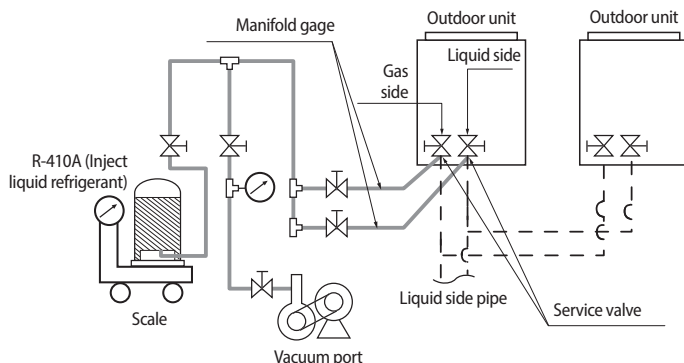 Outdoor unit
Outdoor unit
Manifold gage
Liquid side
Gas
side
R-410A (Inject
liquid refrigerant)
Liquid side pipe
Service valve
Scale
Vacuum port